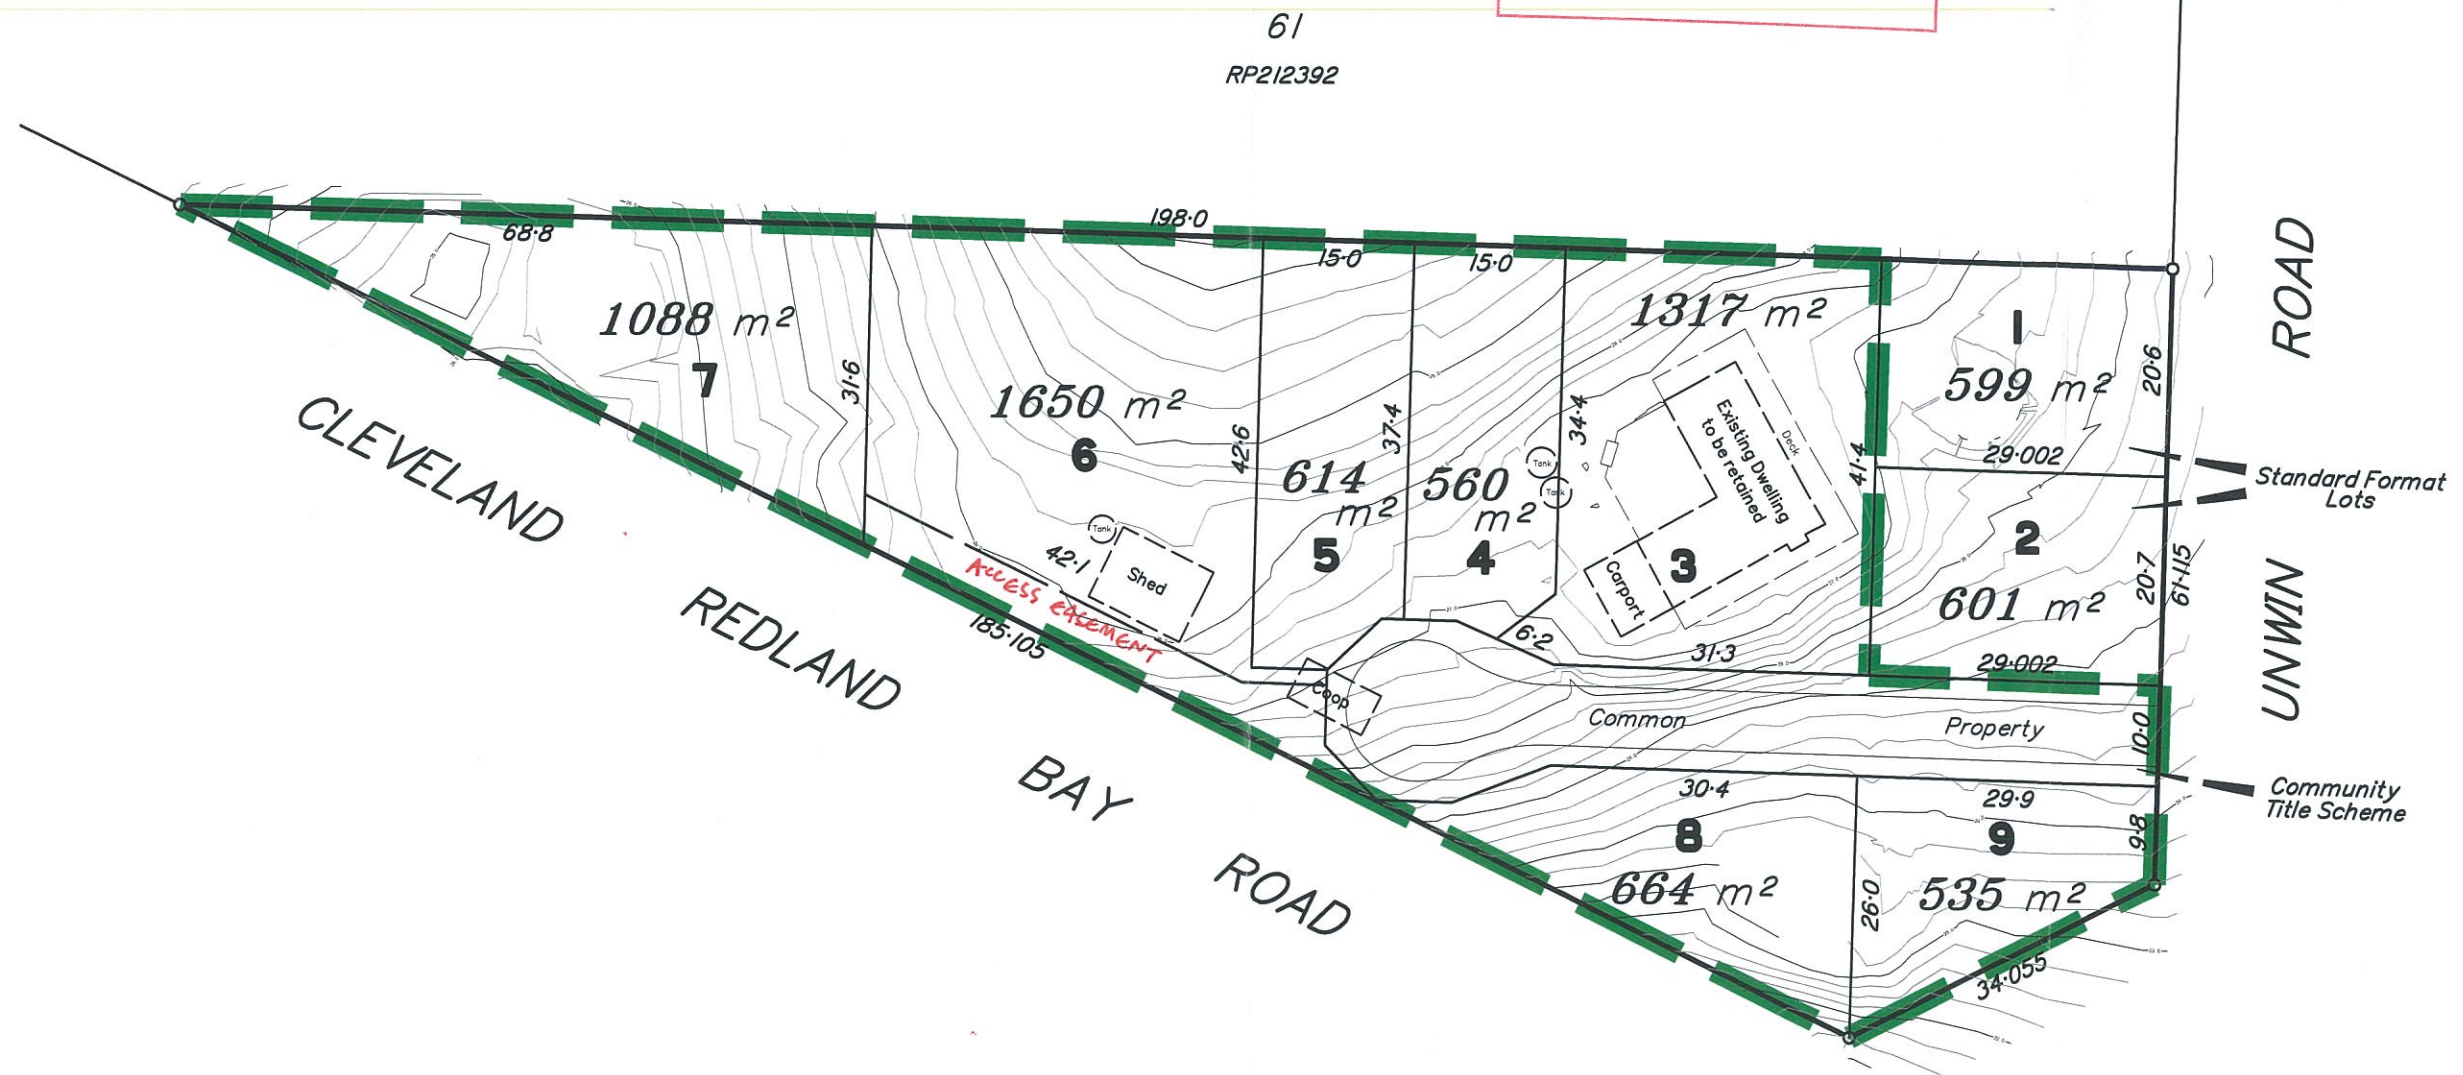 61
RP212392
198·0
68·8
15·0
15·0
1088 m²
7
31·6
1650 m²
6
42·6
614
m²
5
37·4
560
m²
4
34·4
1317 m²
3
Existing Dwelling
to be retained
Deck
Carport
Tank
Tank
Tank
Shed
Coop
42·1
ACCESS EASEMENT
185·105
41·4
6·2
31·3
1
599 m²
20·6
29·002
2
601 m²
20·7
61·115
29·002
Standard Format
Lots
ROAD
UNWIN
Common Property
10·0
Community
Title Scheme
30·4
29·9
8
664 m²
9
535 m²
9·8
26·0
34·055
CLEVELAND
REDLAND
BAY
ROAD